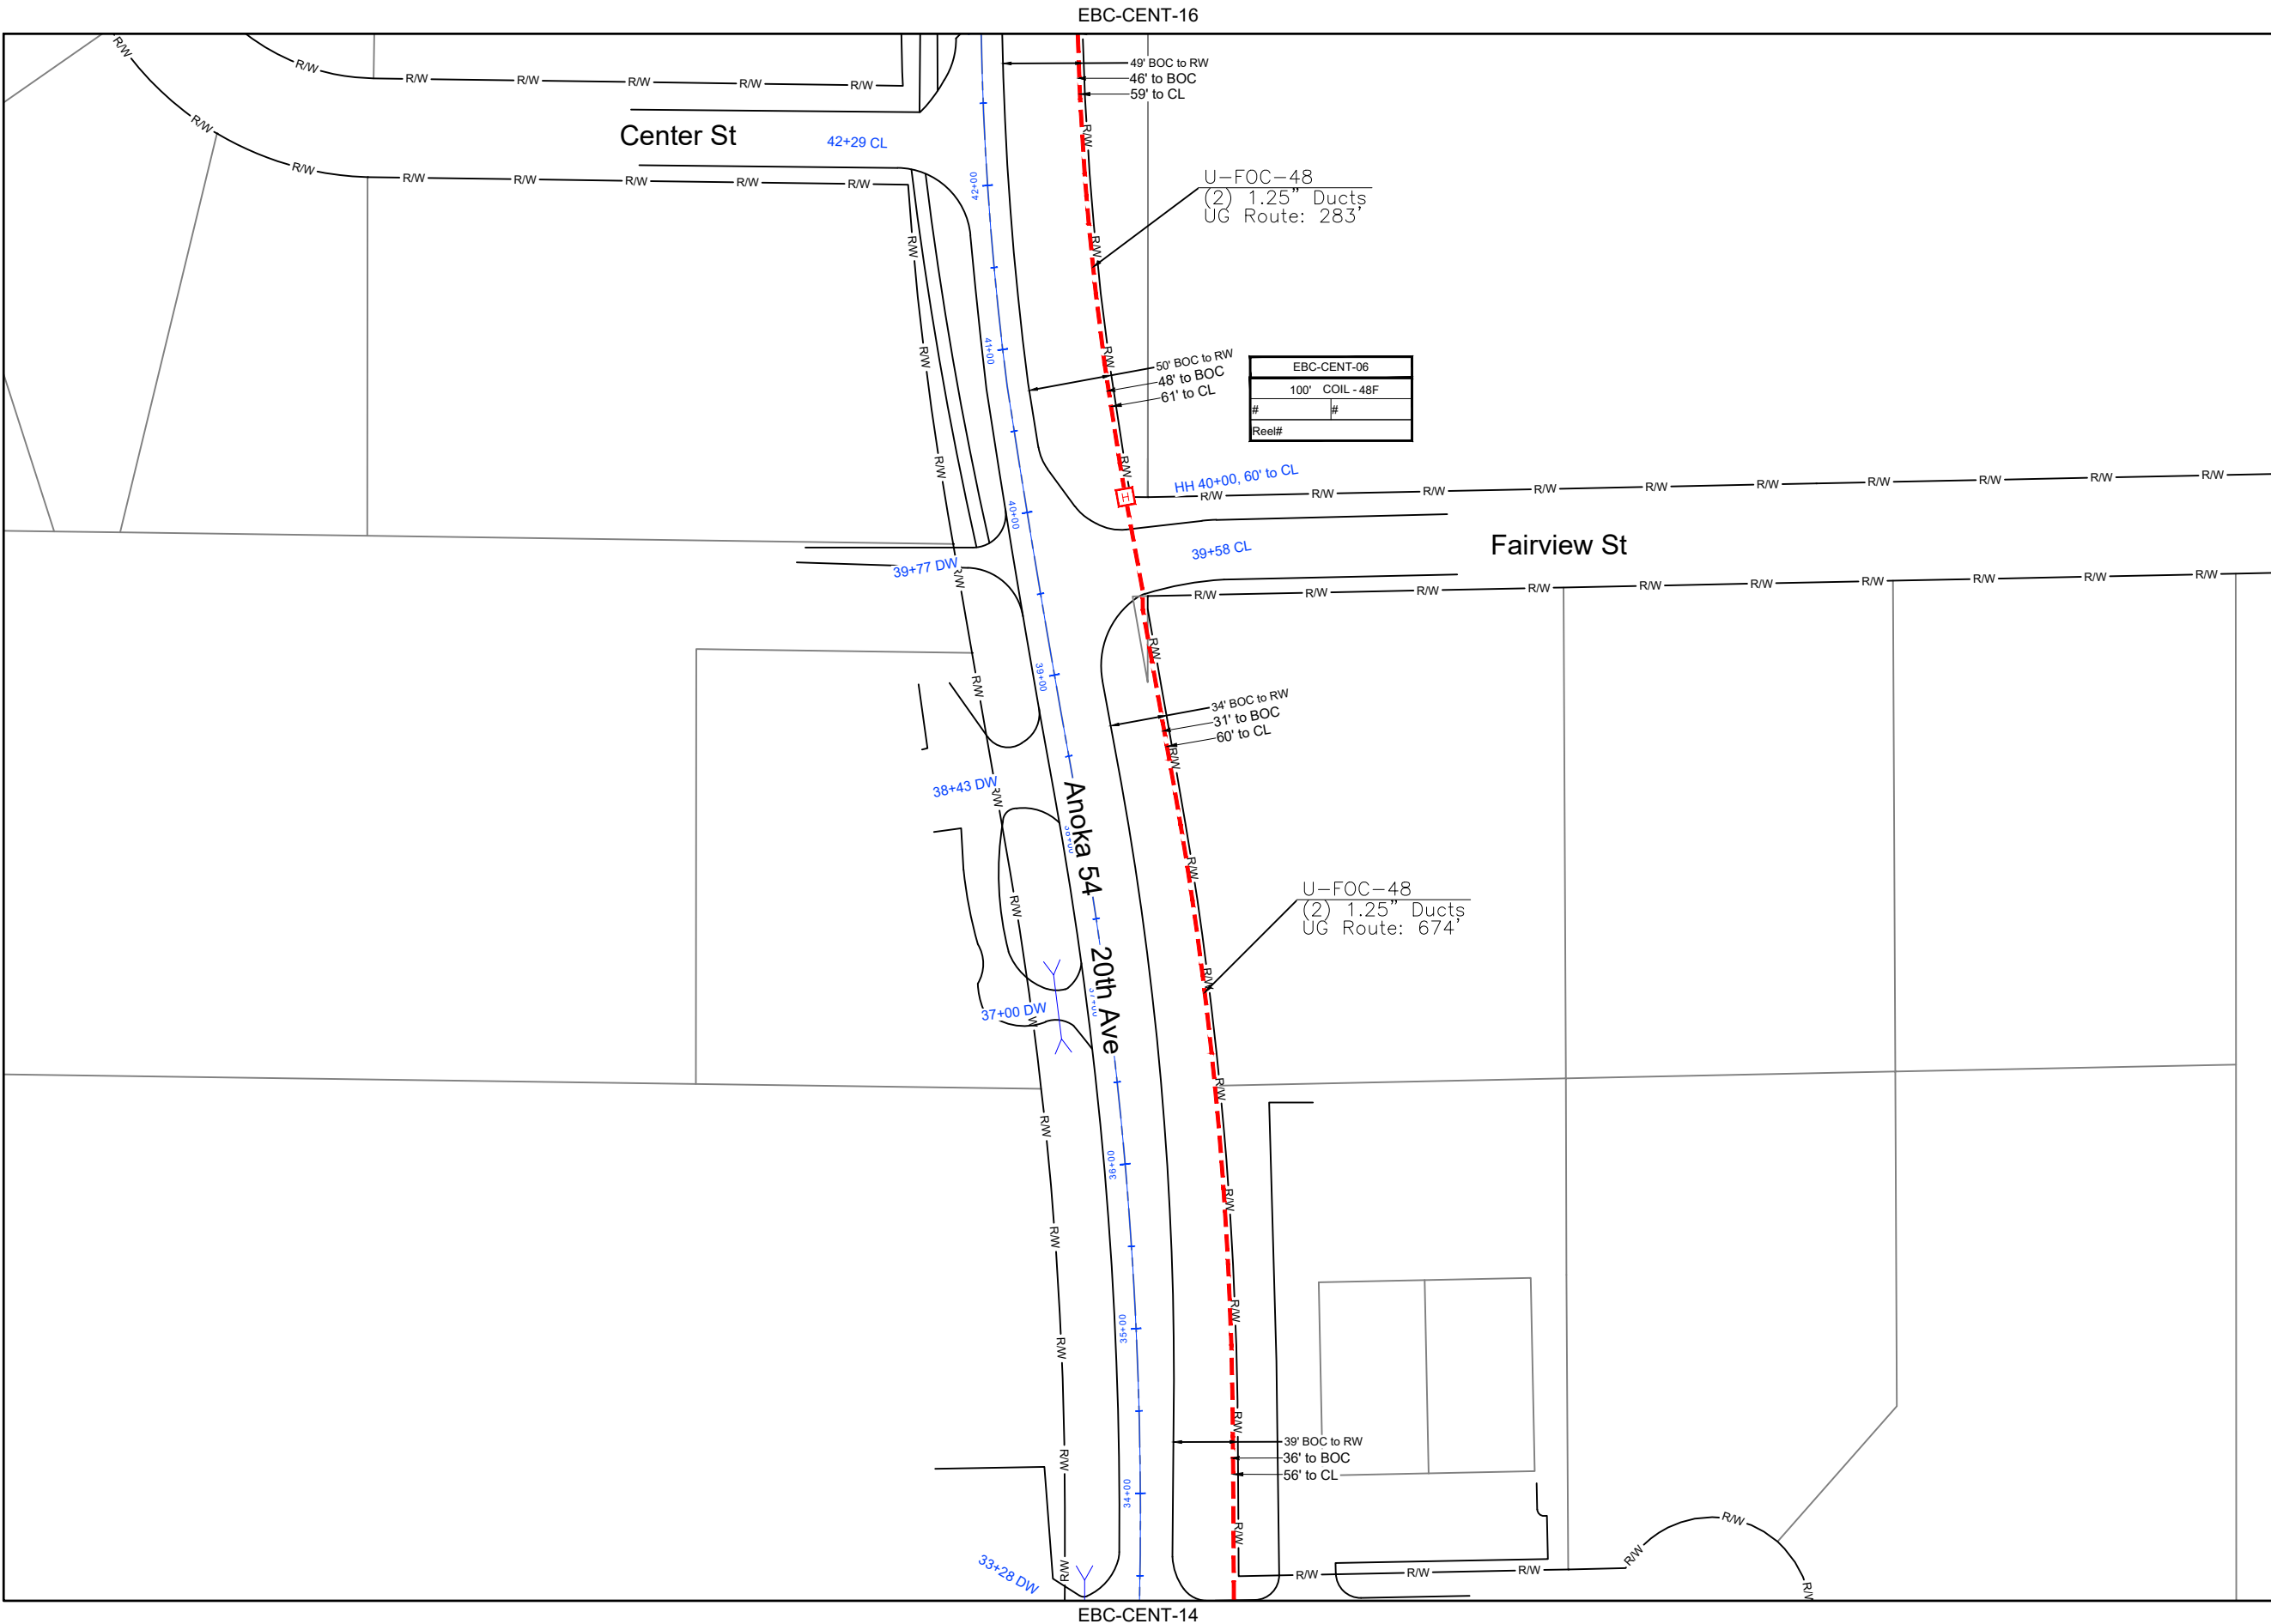 EBC-CENT-16
49' BOC to RW
46' to BOC
59' to CL
R/W
R/W R/W R/W R/W R/W R/W
R/W
R/W
Center St
42+29 CL
R/W R/W R/W R/W R/W R/W
42+00
U-FOC-48
(2) 1.25" Ducts
UG Route: 283'
R/W
R/W
41+00
R/W
R/W
50' BOC to RW
48' to BOC
61' to CL
EBC-CENT-06
100' COIL - 48F
# #
Reel#
R/W
R/W
HH 40+00, 60' to CL
H
R/W R/W R/W R/W R/W R/W R/W R/W R/W R/W
40+00
39+58 CL
Fairview St
39+77 DW
R/W
R/W R/W R/W R/W R/W R/W R/W R/W R/W R/W
R/W
39+00
R/W
34' BOC to RW
31' to BOC
60' to CL
R/W
38+43 DW
R/W
Anoka 54 20th Ave
R/W
R/W
U-FOC-48
(2) 1.25" Ducts
UG Route: 674'
R/W
37+00 DW
R/W
R/W
36+00
R/W
R/W
R/W
35+00
R/W
R/W
R/W
39' BOC to RW
36' to BOC
56' to CL
34+00
R/W
R/W
R/W R/W R/W R/W R/W R/W
33+28 DW
R/W
EBC-CENT-14